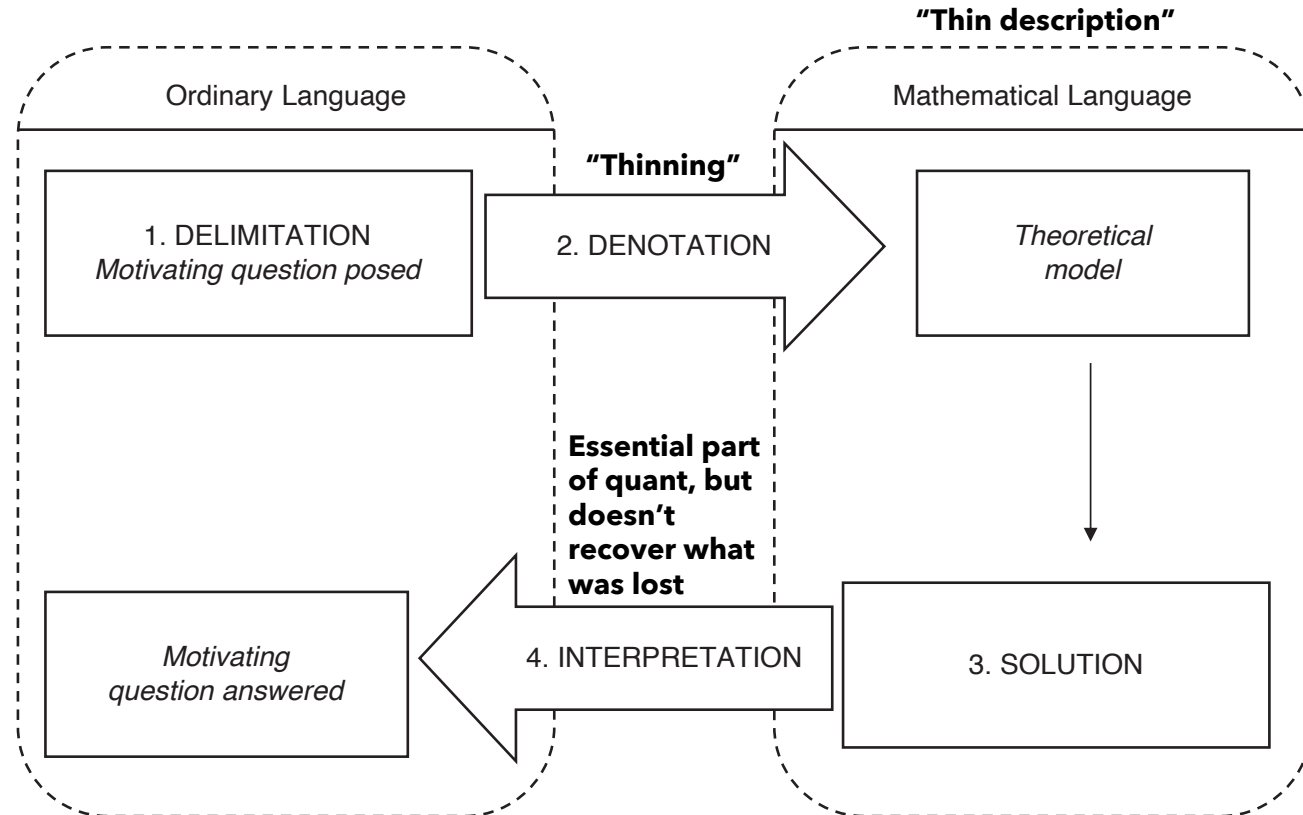 “Thin description”
Ordinary Language
Mathematical Language
“Thinning”
1. DELIMITATION
Motivating question posed
2. DENOTATION
Theoretical
model
Essential part
of quant, but
doesn’t
recover what
was lost
3. SOLUTION
4. INTERPRETATION
Motivating
question answered